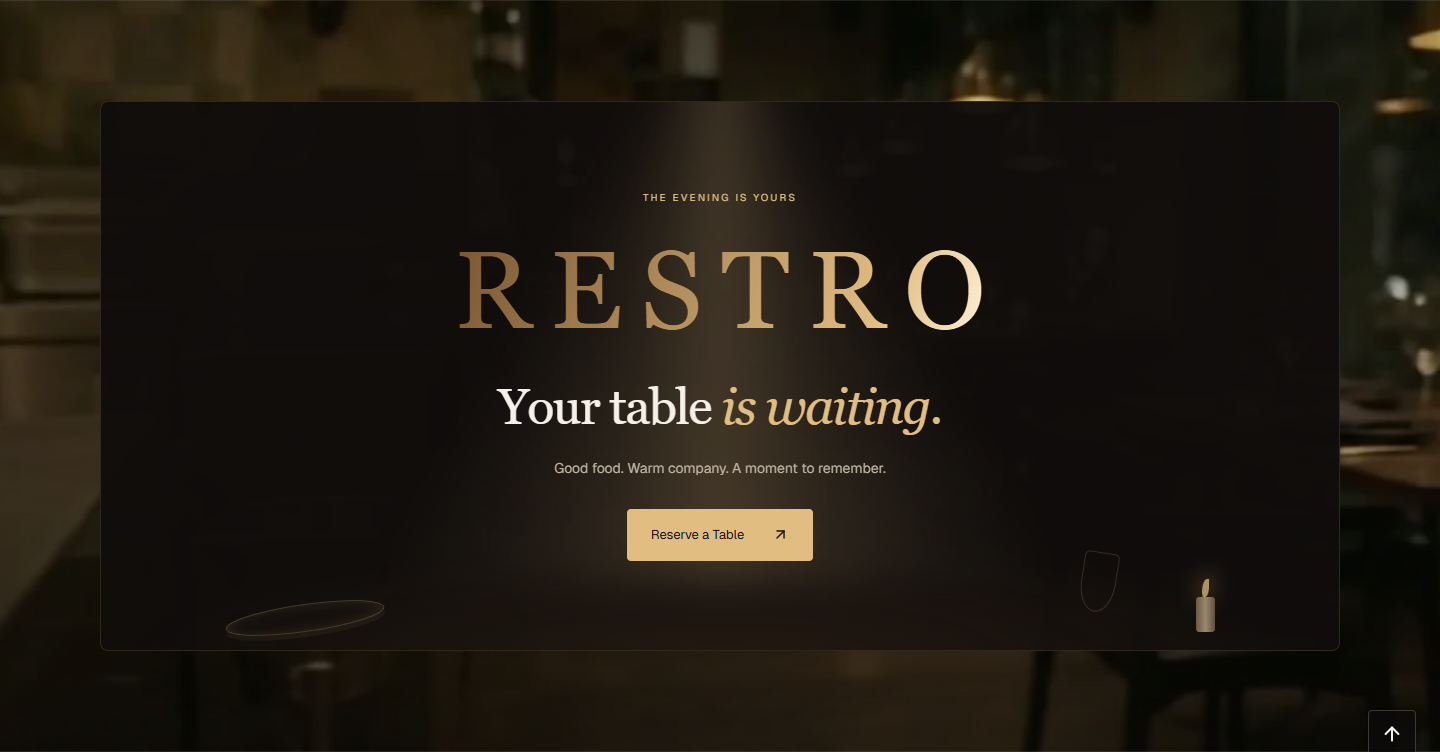 THE EVENING IS YOURS
RESTRO
Your table is waiting.
Good food. Warm company. A moment to remember.
Reserve a Table